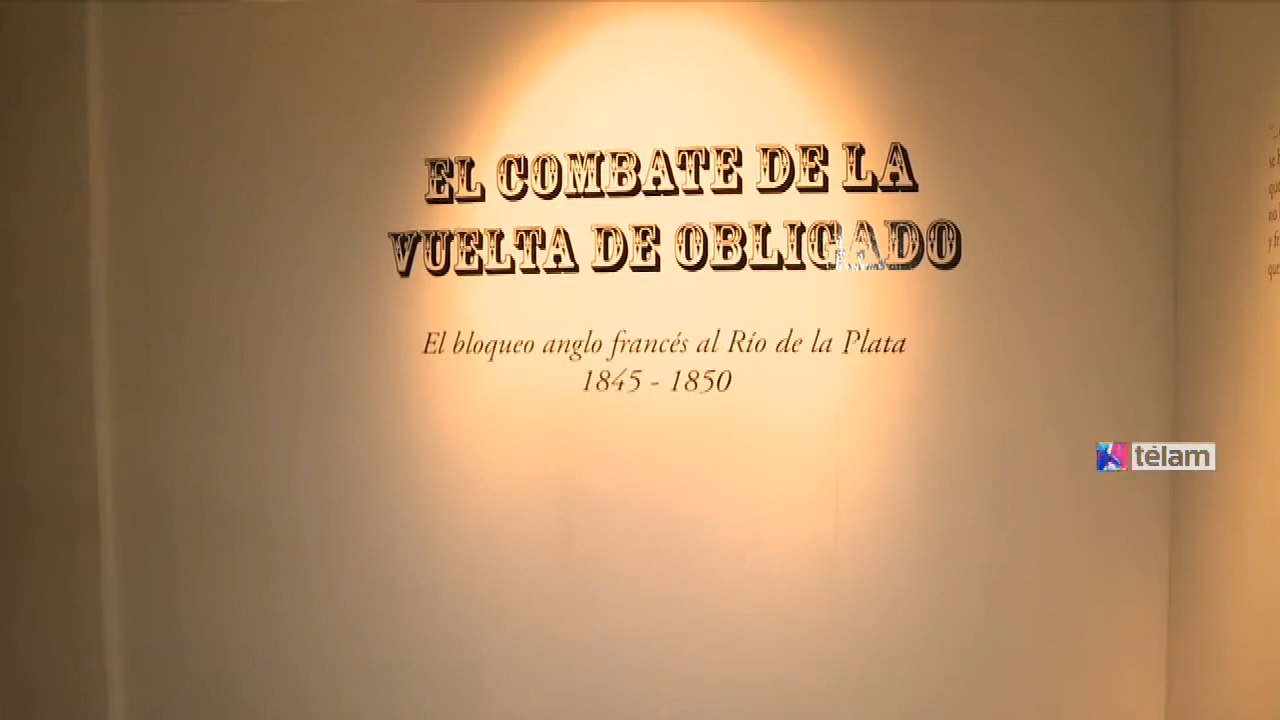 EL COMBATE DE LA
VUELTA DE OBLIGADO
El bloqueo anglo francés al Río de la Plata
1845 - 1850
télam